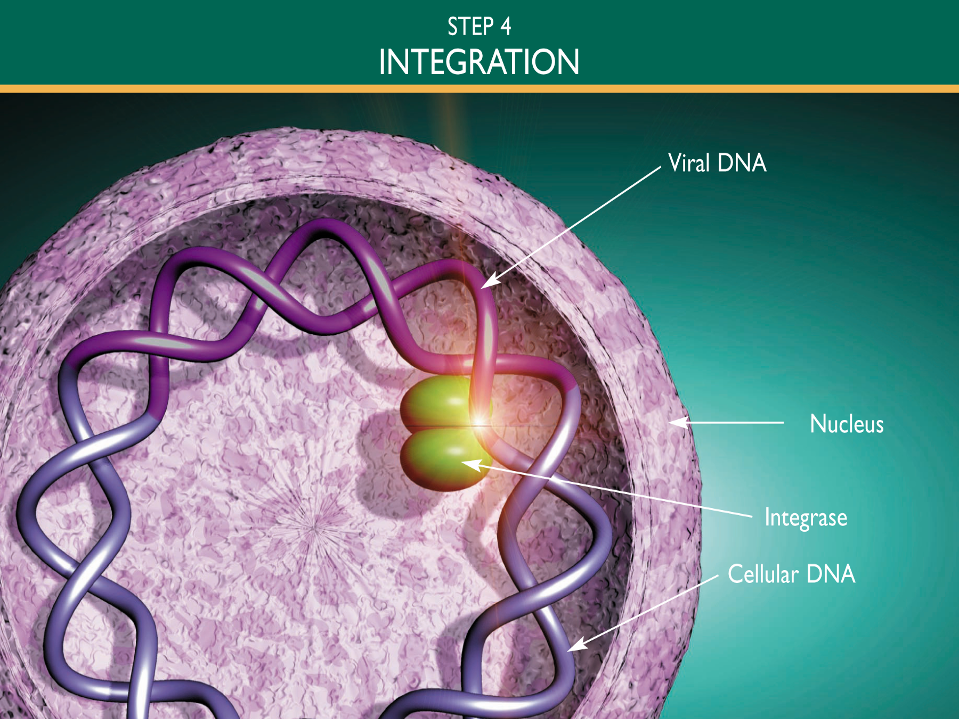 STEP 4
INTEGRATION
Viral DNA
Nucleus
Integrase
Cellular DNA